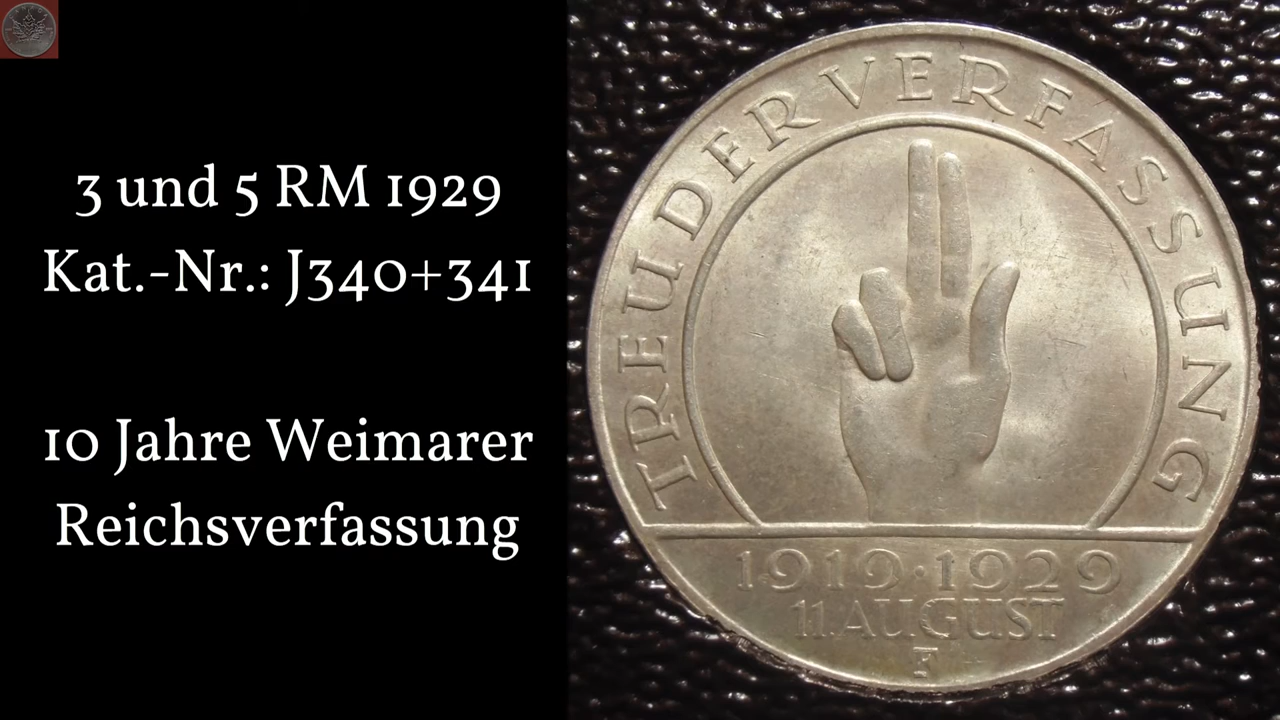 3 und 5 RM 1929
Kat.-Nr.: J340+341
10 Jahre Weimarer
Reichsverfassung
TREU DER VERFASSUNG
1919·1929
11. AUGUST
F